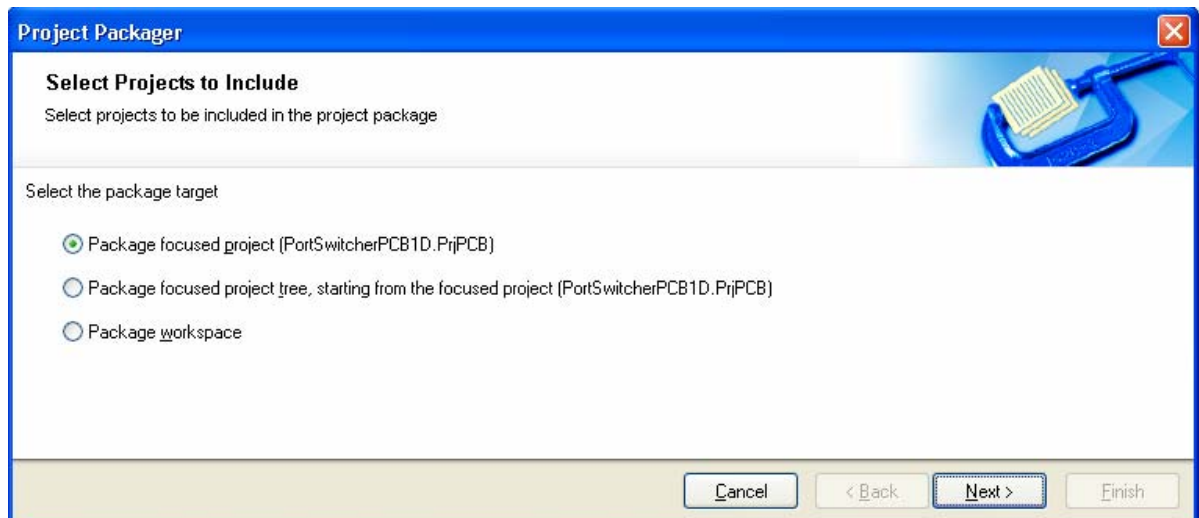 Project Packager
Select Projects to Include
Select projects to be included in the project package
Select the package target
Package focused project (PortSwitcherPCB1D.PrjPCB)
Package focused project tree, starting from the focused project (PortSwitcherPCB1D.PrjPCB)
Package workspace
Cancel
< Back
Next >
Finish